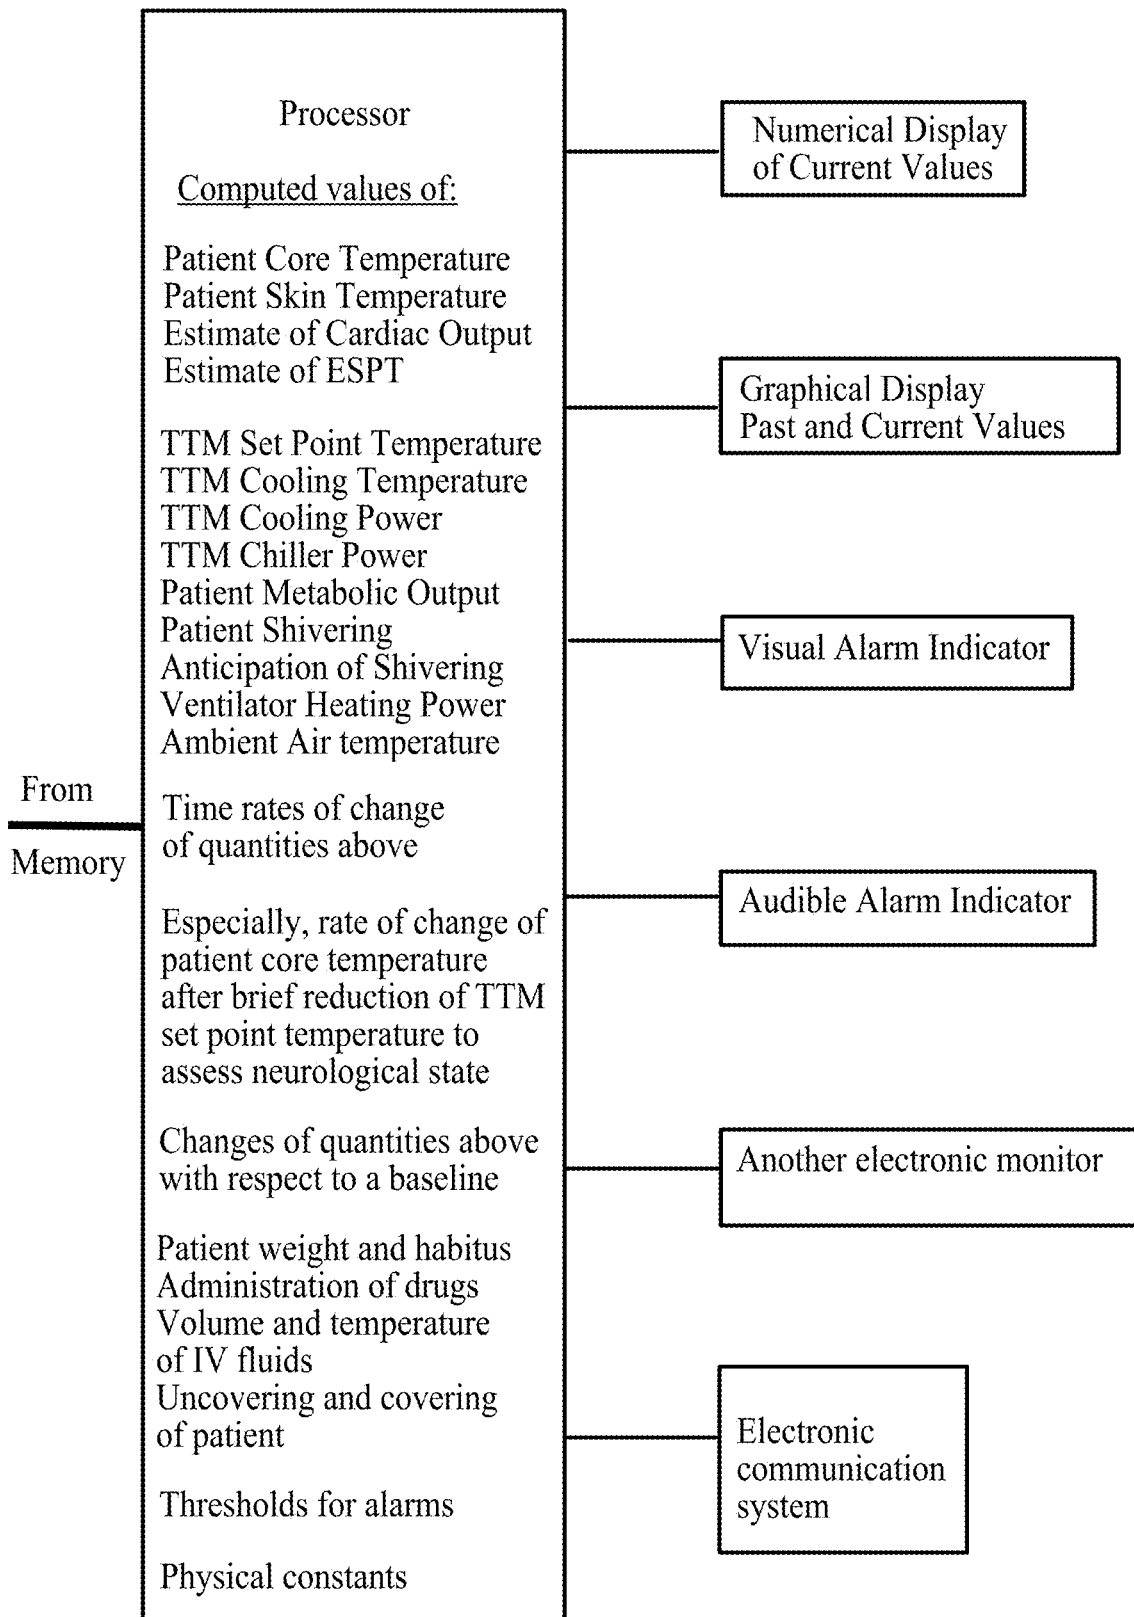 Processor
Computed values of:
Patient Core Temperature
Patient Skin Temperature
Estimate of Cardiac Output
Estimate of ESPT
TTM Set Point Temperature
TTM Cooling Temperature
TTM Cooling Power
TTM Chiller Power
Patient Metabolic Output
Patient Shivering
Anticipation of Shivering
Ventilator Heating Power
Ambient Air temperature
Time rates of change
of quantities above
Especially, rate of change of
patient core temperature
after brief reduction of TTM
set point temperature to
assess neurological state
Changes of quantities above
with respect to a baseline
Patient weight and habitus
Administration of drugs
Volume and temperature
of IV fluids
Uncovering and covering
of patient
Thresholds for alarms
Physical constants
From
Memory
Numerical Display
of Current Values
Graphical Display
Past and Current Values
Visual Alarm Indicator
Audible Alarm Indicator
Another electronic monitor
Electronic
communication
system